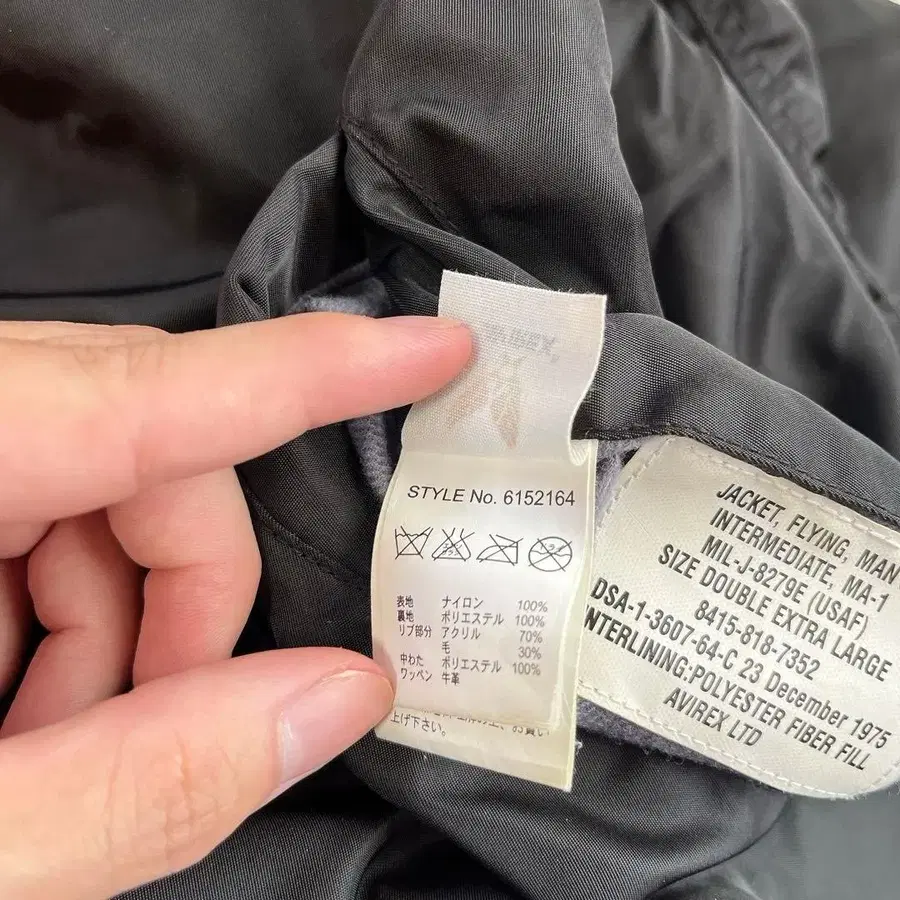 STYLE No. 6152164
表地 ナイロン 100%
裏地 ポリエステル 100%
リブ部分 アクリル 70%
毛 30%
中わた ポリエステル 100%
ワッペン 牛革
上げ下さい。
JACKET, FLYING, MAN
INTERMEDIATE, MA-1
MIL-J-8279E (USAF)
SIZE DOUBLE EXTRA LARGE
8415-818-7352
DSA-1-3607-64-C 23 December 1975
INTERLINING:POLYESTER FIBER FILL
AVIREX LTD